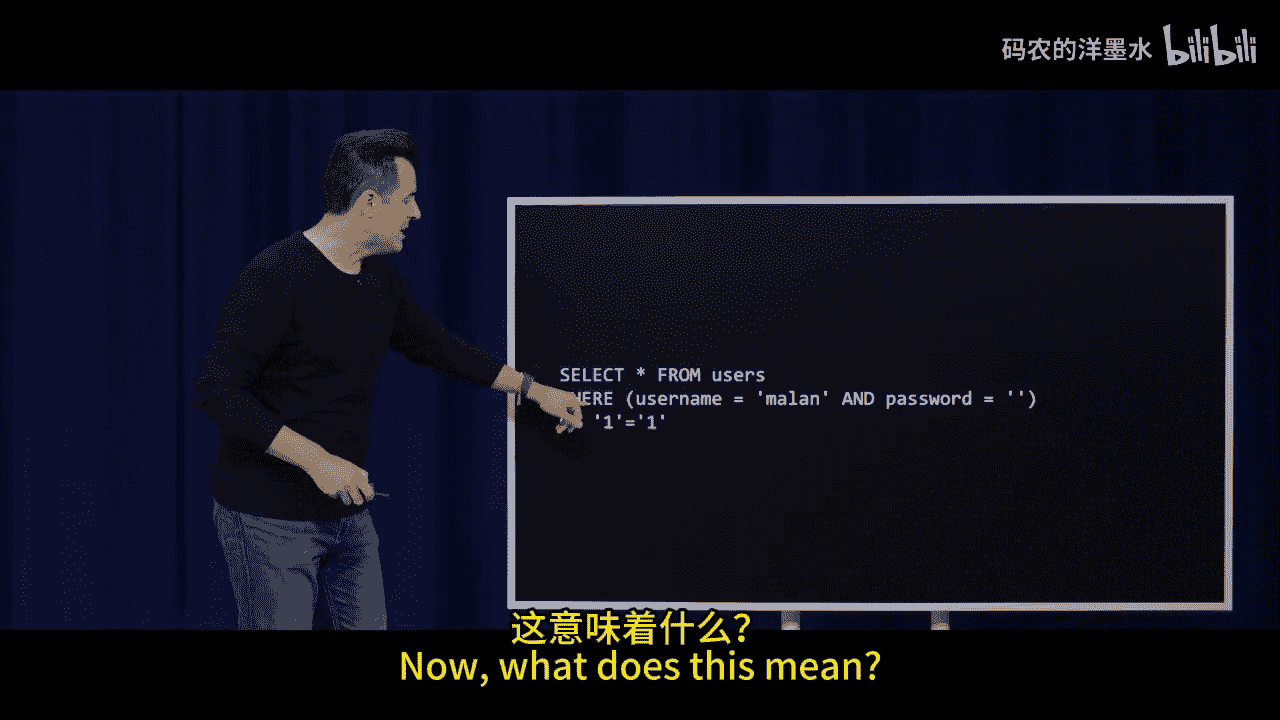 码农的洋墨水 bilibili
SELECT * FROM users
HERE (username = 'malan' AND password = '')
'1'='1'
这意味着什么?
Now, what does this mean?